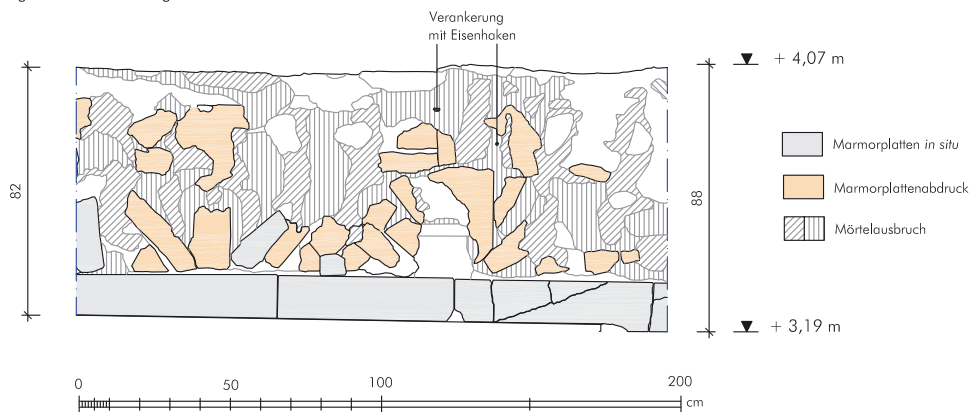 Verankerung
mit Eisenhaken
+ 4,07 m
82
88
Marmorplatten in situ
Marmorplattenabdruck
Mörtelausbruch
+ 3,19 m
0 50 100 200
cm